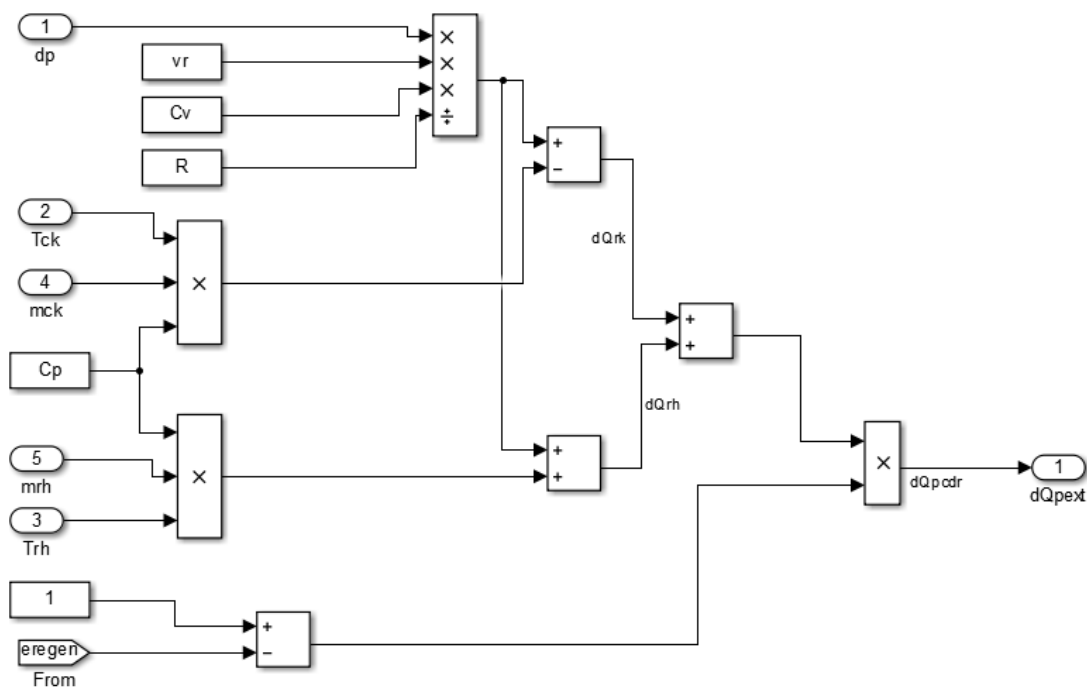 1
dp
vr
Cv
R
×
×
×
÷
+
−
2
Tck
4
mck
×
dQrk
Cp
+
+
dQrh
5
mrh
3
Trh
×
+
+
×
dQpcdr
1
dQpext
1
eregen
From
+
−